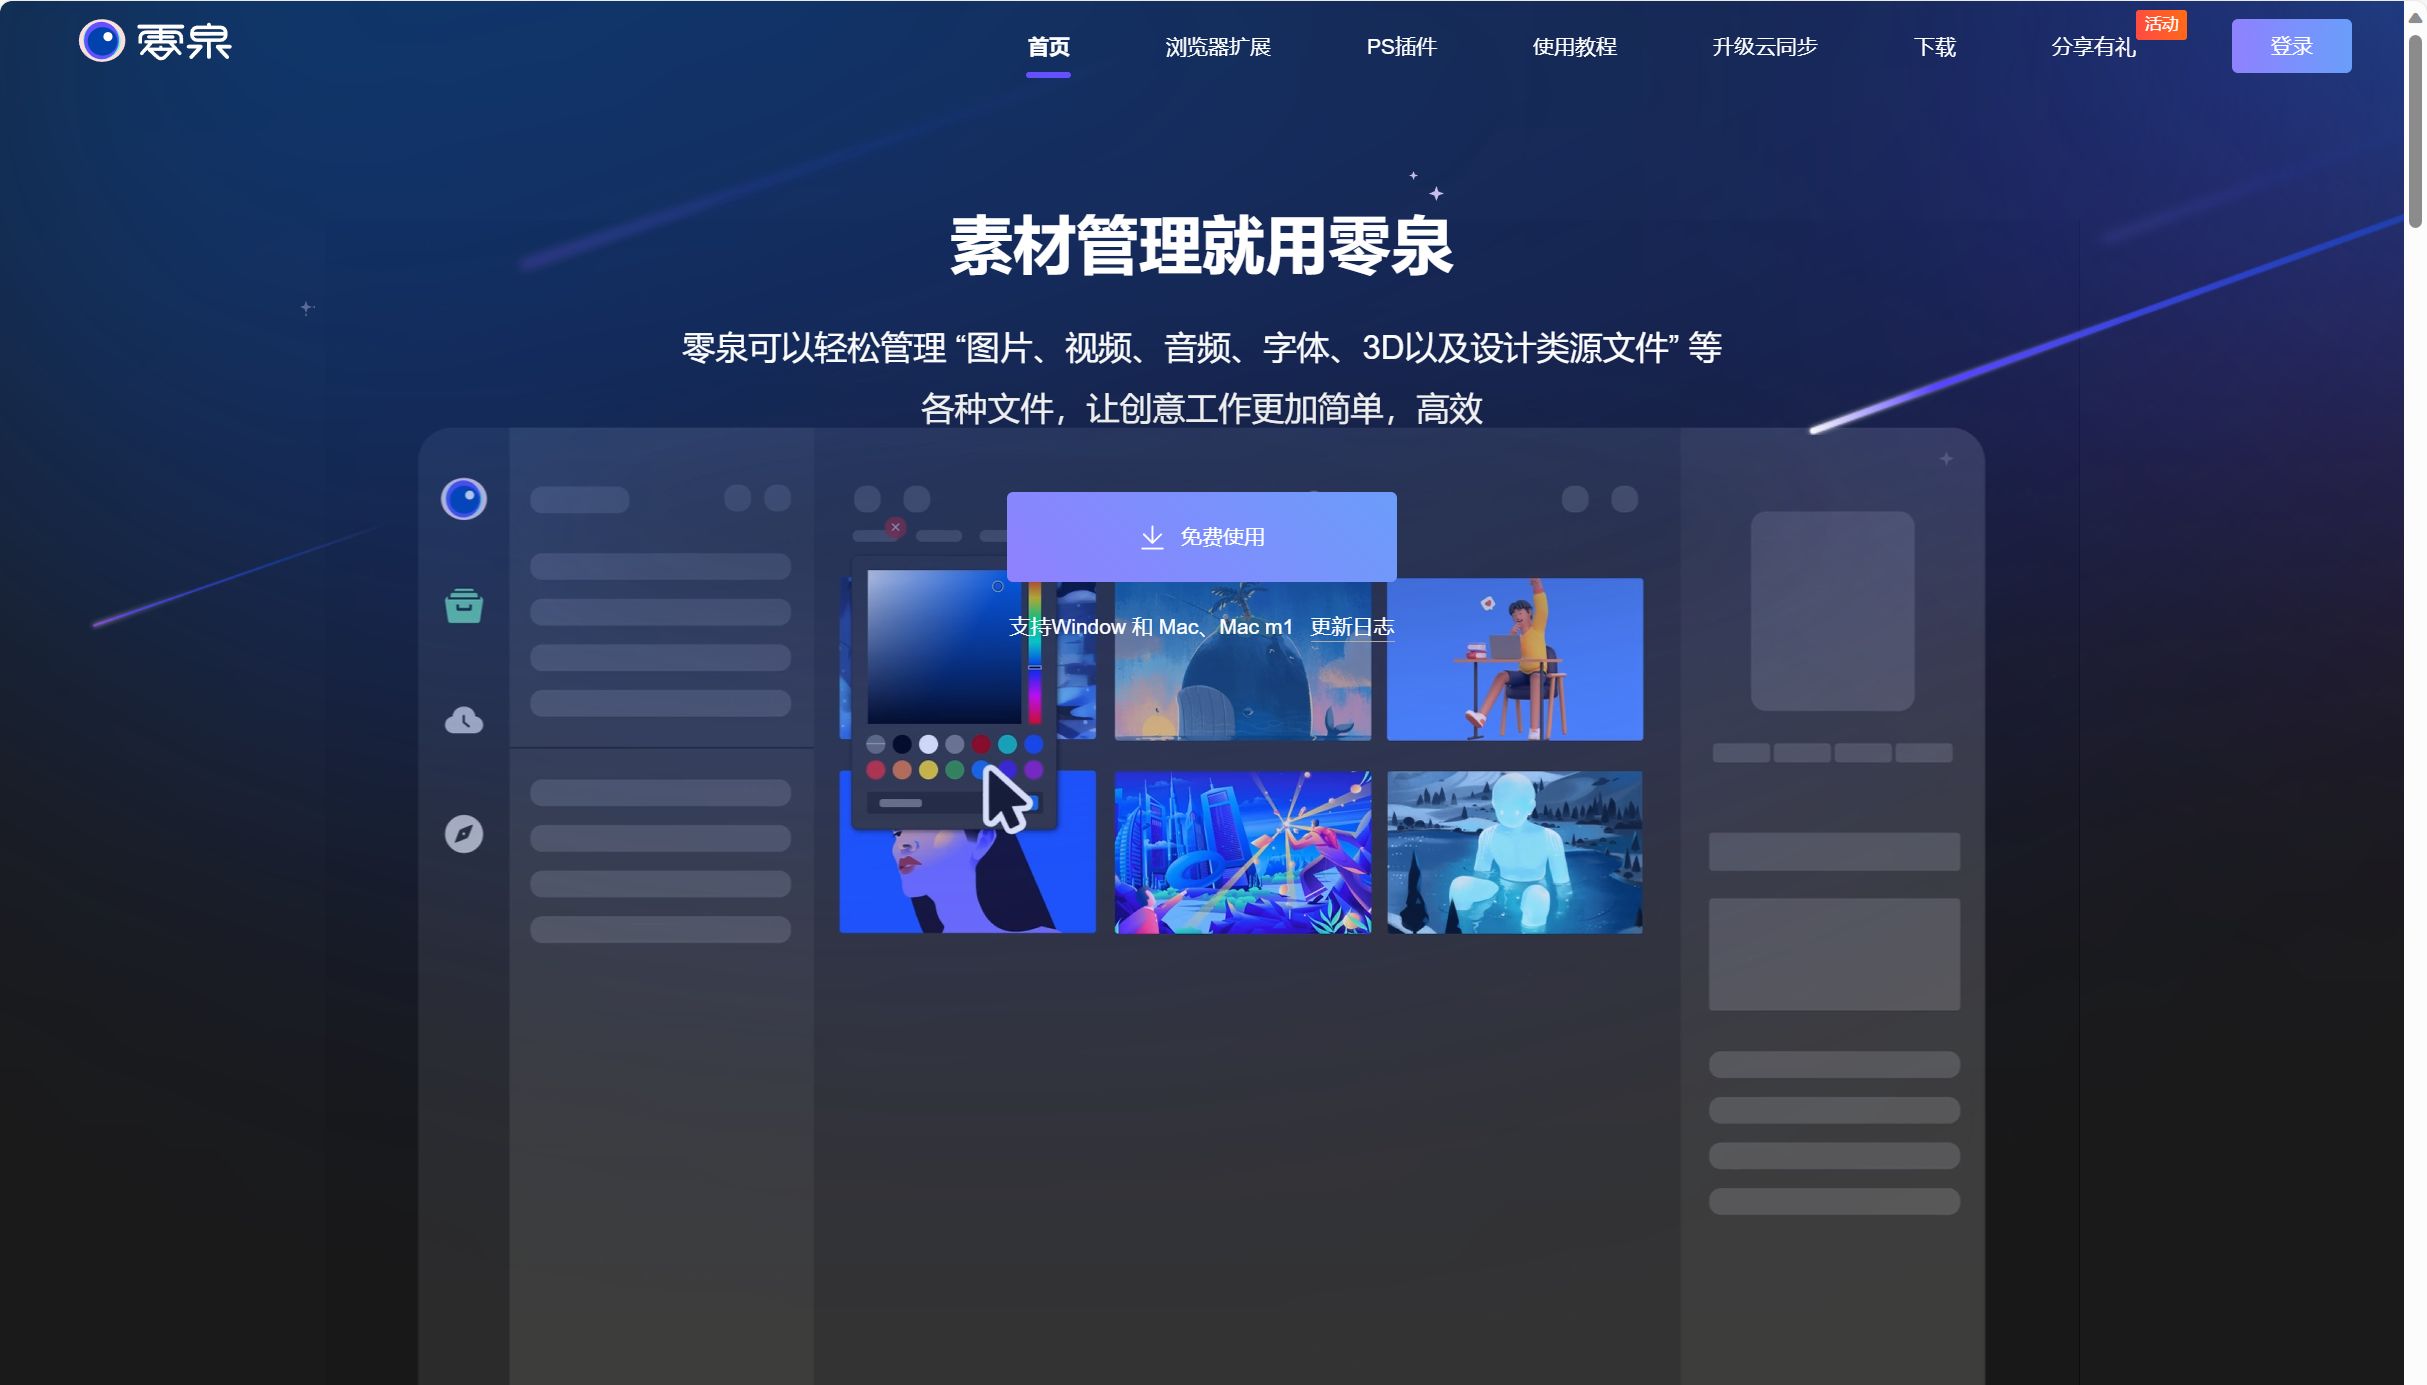 零泉
首页
浏览器扩展
PS插件
使用教程
升级云同步
下载
分享有礼
活动
登录
素材管理就用零泉
零泉可以轻松管理 “图片、视频、音频、字体、3D以及设计类源文件” 等
各种文件，让创意工作更加简单，高效
免费使用
支持Window 和 Mac、Mac m1 更新日志